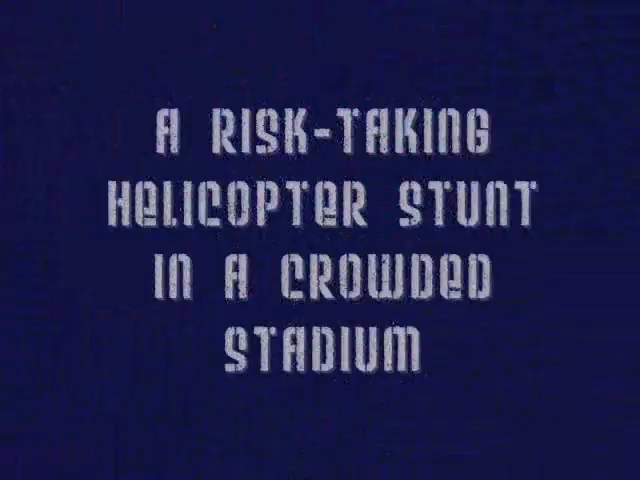 A RISK-TAKING
HELICOPTER STUNT
IN A CROWDED
STADIUM